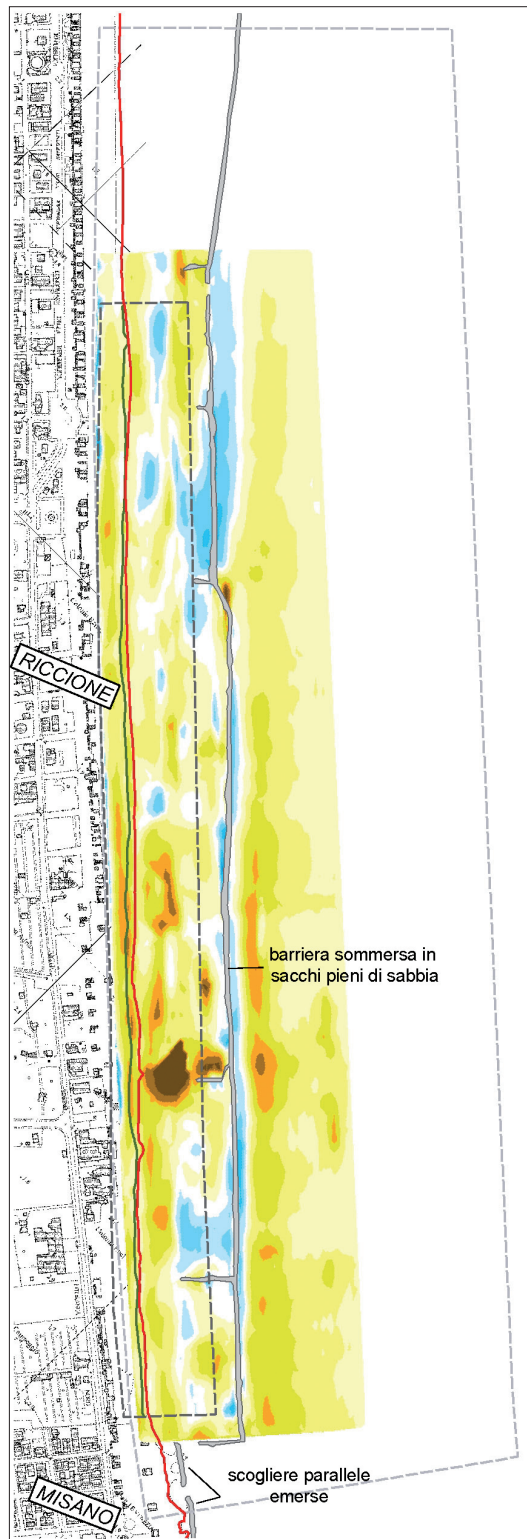 RICCIONE
barriera sommersa in
sacchi pieni di sabbia
scogliere parallele
emerse
MISANO